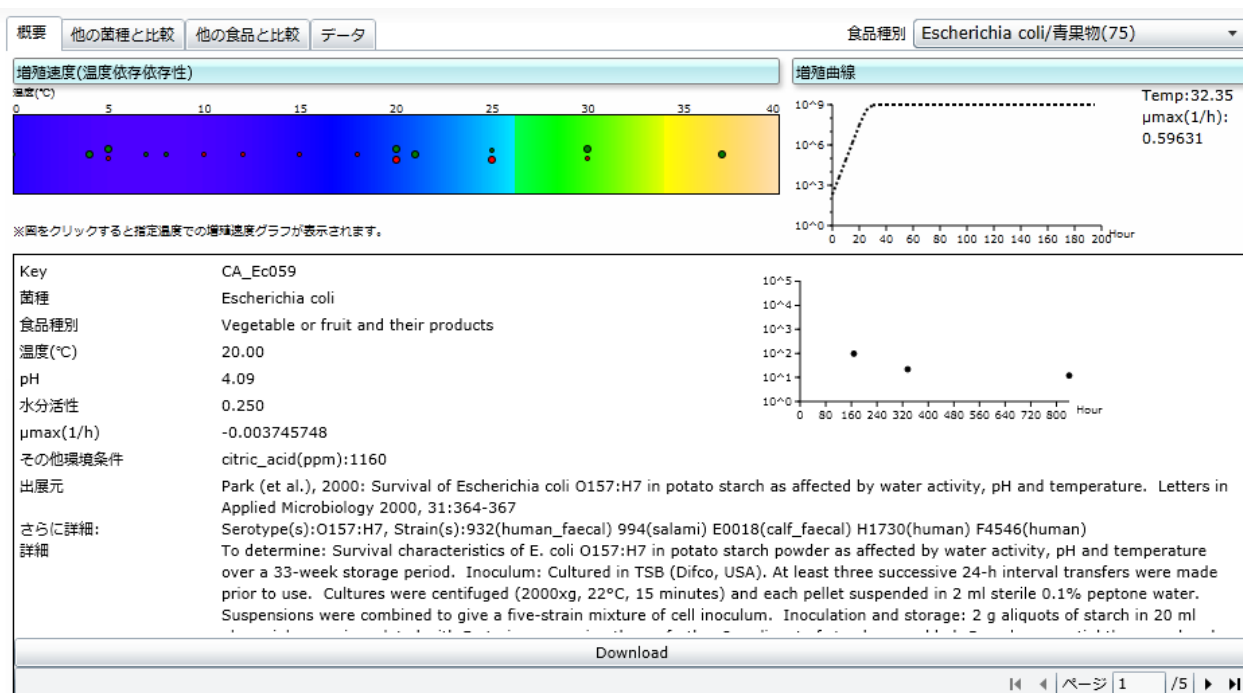 概要 他の菌種と比較 他の食品と比較 データ 食品種別 Escherichia coli/青果物(75)
増殖速度(温度依存依存性)
温度(℃)
0 5 10 15 20 25 30 35 40
※図をクリックすると指定温度での増殖速度グラフが表示されます。
増殖曲線
10^9
10^6
10^3
10^0
0 20 40 60 80 100 120 140 160 180 200 Hour
Temp:32.35
μmax(1/h):
0.59631
Key CA_Ec059
菌種 Escherichia coli
食品種別 Vegetable or fruit and their products
温度(℃) 20.00
pH 4.09
水分活性 0.250
μmax(1/h) -0.003745748
その他環境条件 citric_acid(ppm):1160
10^5
10^4
10^3
10^2
10^1
10^0
0 80 160 240 320 400 480 560 640 720 800 Hour
出展元 Park (et al.), 2000: Survival of Escherichia coli O157:H7 in potato starch as affected by water activity, pH and temperature. Letters in
Applied Microbiology 2000, 31:364-367
さらに詳細: Serotype(s):O157:H7, Strain(s):932(human_faecal) 994(salami) E0018(calf_faecal) H1730(human) F4546(human)
詳細 To determine: Survival characteristics of E. coli O157:H7 in potato starch powder as affected by water activity, pH and temperature
over a 33-week storage period. Inoculum: Cultured in TSB (Difco, USA). At least three successive 24-h interval transfers were made
prior to use. Cultures were centifuged (2000xg, 22ºC, 15 minutes) and each pellet suspended in 2 ml sterile 0.1% peptone water.
Suspensions were combined to give a five-strain mixture of cell inoculum. Inoculation and storage: 2 g aliquots of starch in 20 ml
Download
ページ 1 /5